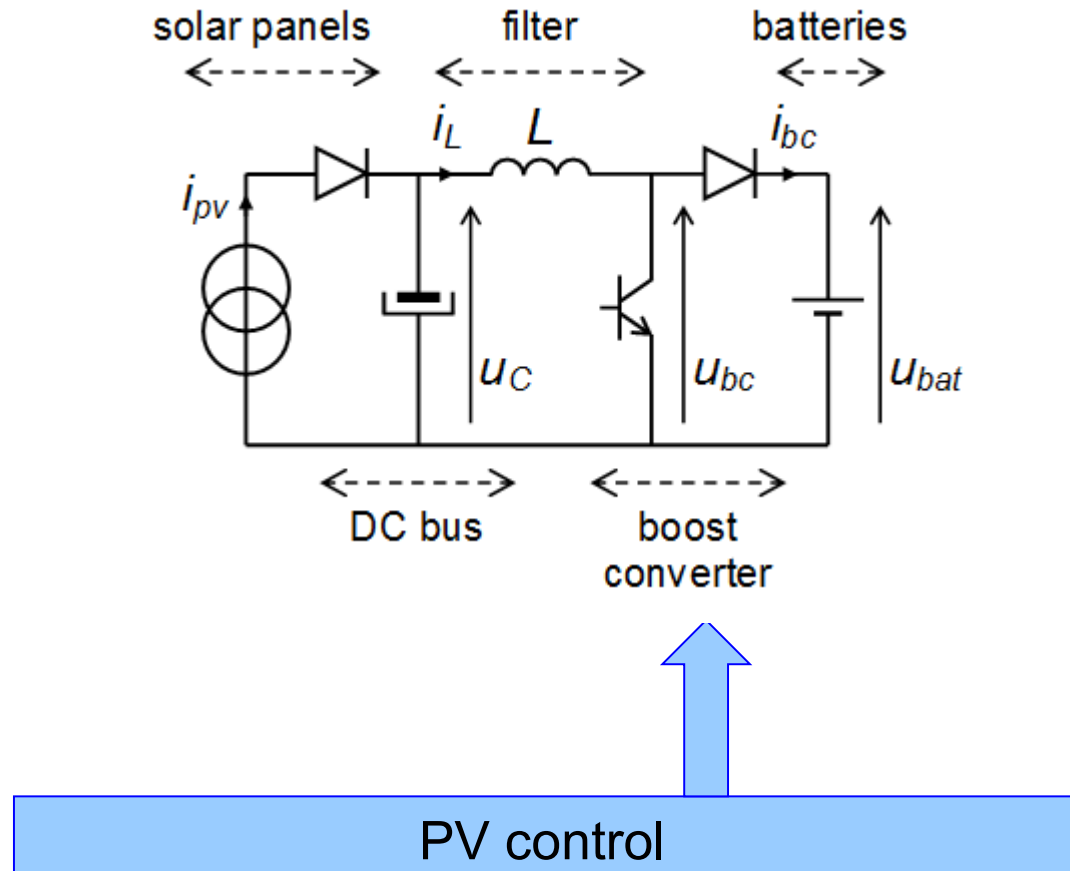 solar panels
filter
batteries
i_L
L
i_bc
i_pv
u_C
u_bc
u_bat
DC bus
boost
converter
PV control